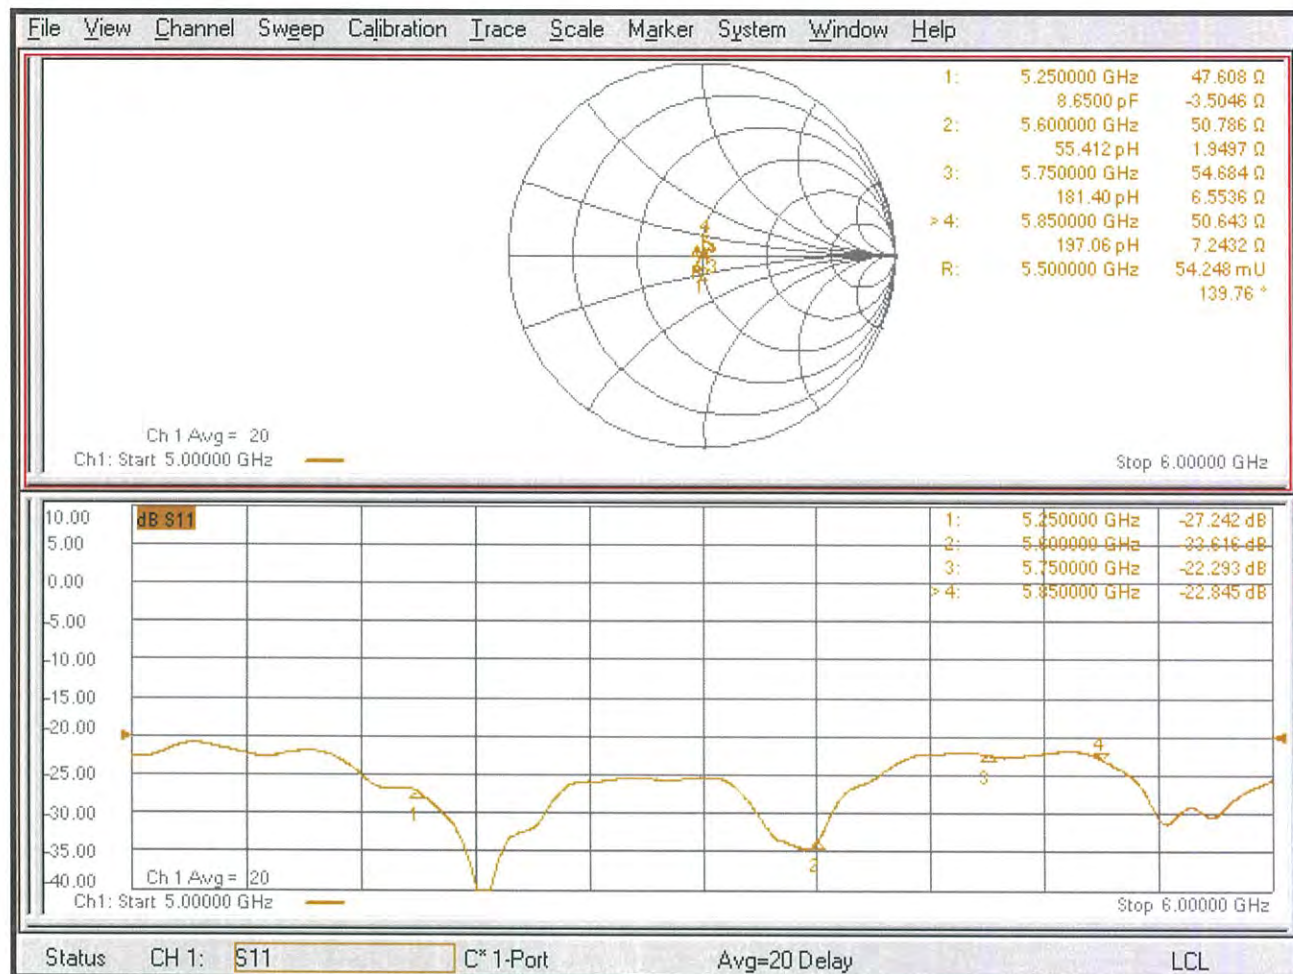 File View Channel Sweep Calibration Trace Scale Marker System Window Help
1: 5.250000 GHz 47.608 Ω
8.6500 pF -3.5046 Ω
2: 5.600000 GHz 50.786 Ω
55.412 pH 1.9497 Ω
3: 5.750000 GHz 54.684 Ω
181.40 pH 6.5536 Ω
> 4: 5.850000 GHz 50.643 Ω
197.06 pH 7.2432 Ω
R: 5.500000 GHz 54.248 mU
139.76 °
4
3
1
Ch 1 Avg = 20
Ch1: Start 5.00000 GHz
Stop 6.00000 GHz
10.00
5.00
0.00
-5.00
-10.00
-15.00
-20.00
-25.00
-30.00
-35.00
-40.00
dB S11
1: 5.250000 GHz -27.242 dB
2: 5.600000 GHz -33.616 dB
3: 5.750000 GHz -22.293 dB
> 4: 5.850000 GHz -22.845 dB
1
2
3
4
Ch 1 Avg = 20
Ch1: Start 5.00000 GHz
Stop 6.00000 GHz
Status CH 1: S11 C* 1-Port Avg=20 Delay LCL